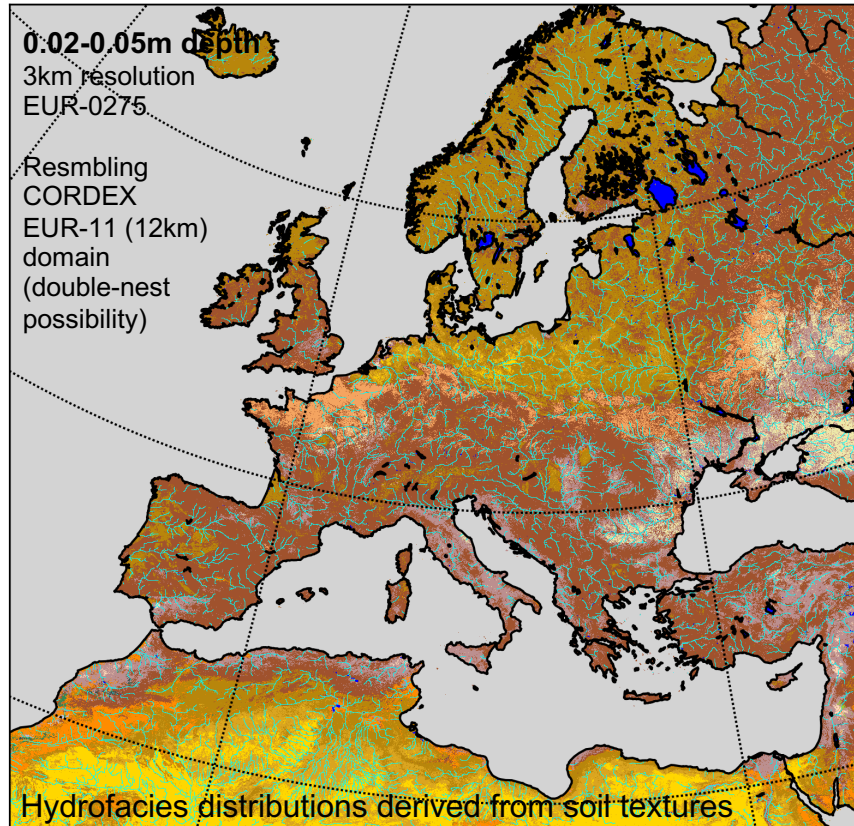 0.02-0.05m depth
3km resolution
EUR-0275
Resmbling
CORDEX
EUR-11 (12km)
domain
(double-nest
possibility)
Hydrofacies distributions derived from soil textures